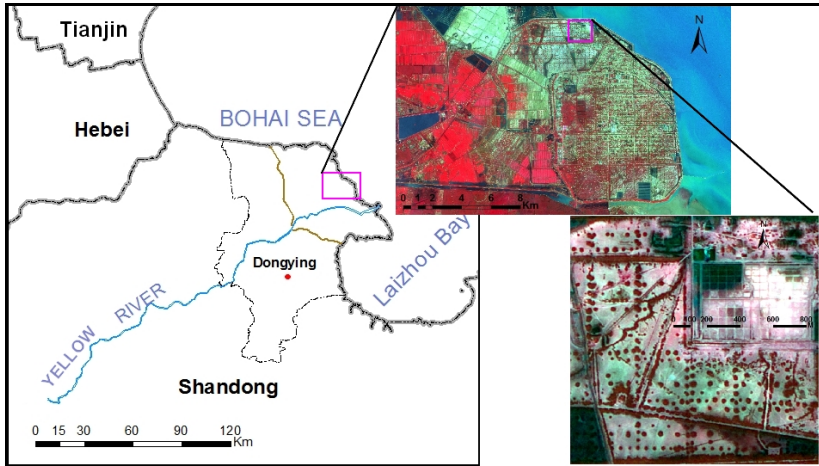 Tianjin
Hebei
BOHAI SEA
Laizhou Bay
Dongying
YELLOW RIVER
Shandong
0 15 30 60 90 120
Km
N
0 1 2 4 6 8
Km
N
0 100 200 400 600 800